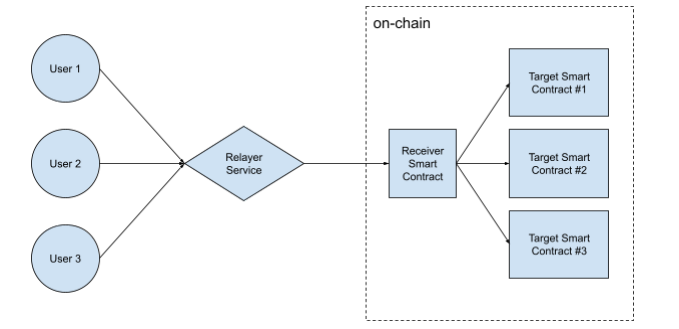 on-chain
User 1
User 2
User 3
Relayer
Service
Receiver
Smart
Contract
Target Smart
Contract #1
Target Smart
Contract #2
Target Smart
Contract #3